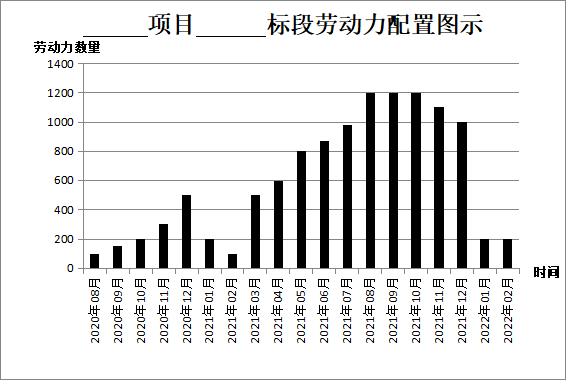 ______项目______标段劳动力配置图示
劳动力数量
1400
1200
1000
800
600
400
200
0
2020年08月
2020年09月
2020年10月
2020年11月
2020年12月
2021年01月
2021年02月
2021年03月
2021年04月
2021年05月
2021年06月
2021年07月
2021年08月
2021年09月
2021年10月
2021年11月
2021年12月
2022年01月
2022年02月
时间